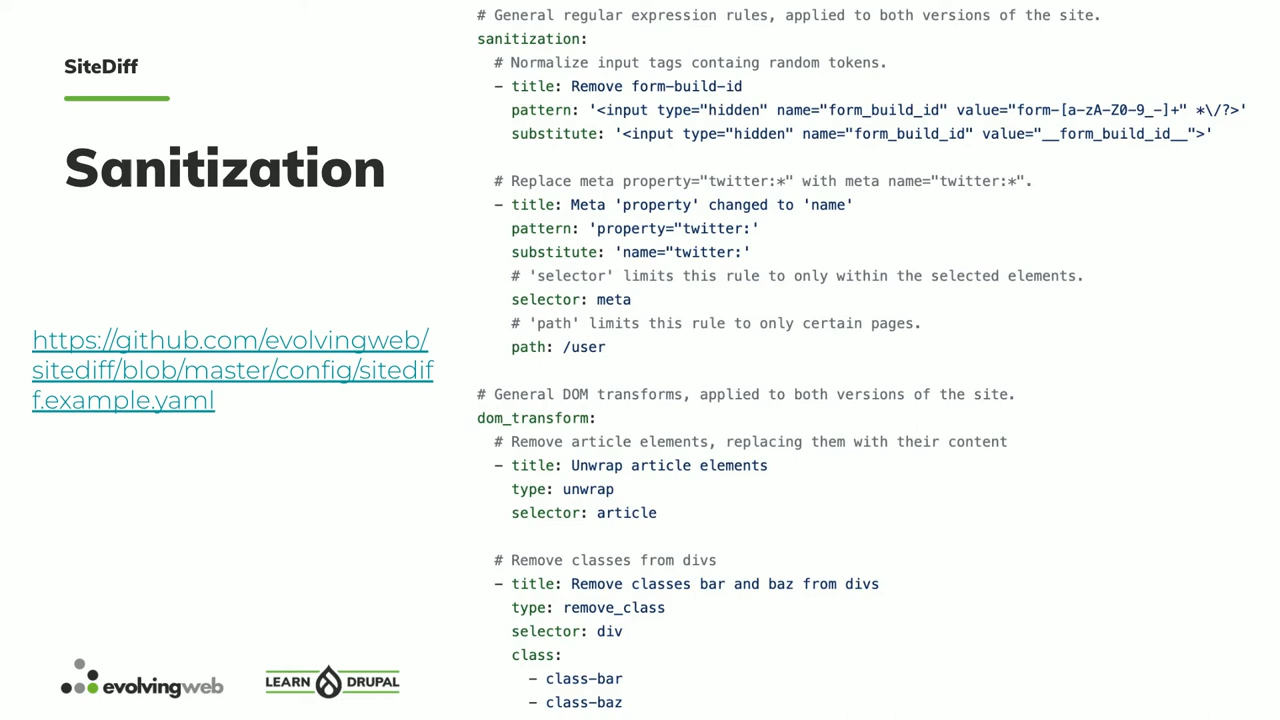 SiteDiff
Sanitization
https://github.com/evolvingweb/
sitediff/blob/master/config/sitedif
f.example.yaml
# General regular expression rules, applied to both versions of the site.
sanitization:
  # Normalize input tags containg random tokens.
  - title: Remove form-build-id
    pattern: '<input type="hidden" name="form_build_id" value="form-[a-zA-Z0-9_-]+" *\/?>'
    substitute: '<input type="hidden" name="form_build_id" value="__form_build_id__">'
  # Replace meta property="twitter:*" with meta name="twitter:*".
  - title: Meta 'property' changed to 'name'
    pattern: 'property="twitter:'
    substitute: 'name="twitter:'
    # 'selector' limits this rule to only within the selected elements.
    selector: meta
    # 'path' limits this rule to only certain pages.
    path: /user
# General DOM transforms, applied to both versions of the site.
dom_transform:
  # Remove article elements, replacing them with their content
  - title: Unwrap article elements
    type: unwrap
    selector: article
  # Remove classes from divs
  - title: Remove classes bar and baz from divs
    type: remove_class
    selector: div
    class:
      - class-bar
      - class-baz
evolvingweb
LEARN DRUPAL